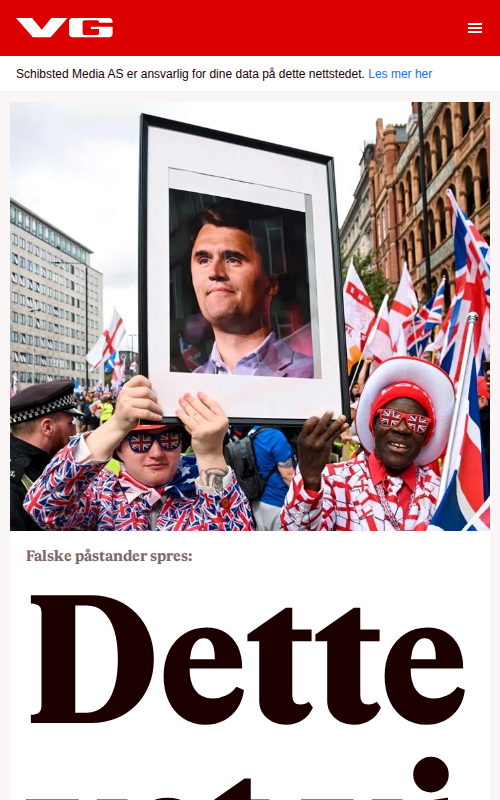 VG
Schibsted Media AS er ansvarlig for dine data på dette nettstedet. Les mer her
Falske påstander spres:
Dette